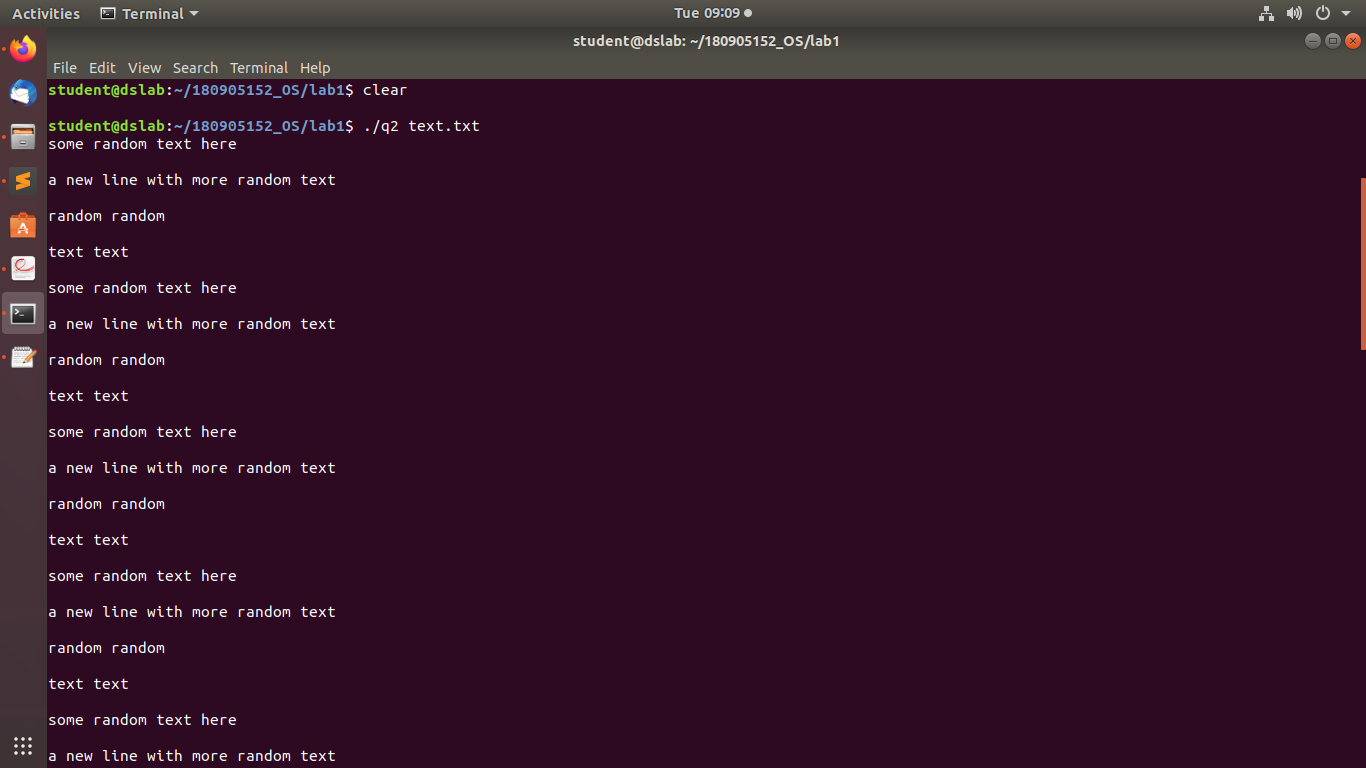 Activities Terminal Tue 09:09
student@dslab: ~/180905152_OS/lab1
File Edit View Search Terminal Help
student@dslab:~/180905152_OS/lab1$ clear
student@dslab:~/180905152_OS/lab1$ ./q2 text.txt
some random text here
a new line with more random text
random random
text text
some random text here
a new line with more random text
random random
text text
some random text here
a new line with more random text
random random
text text
some random text here
a new line with more random text
random random
text text
some random text here
a new line with more random text